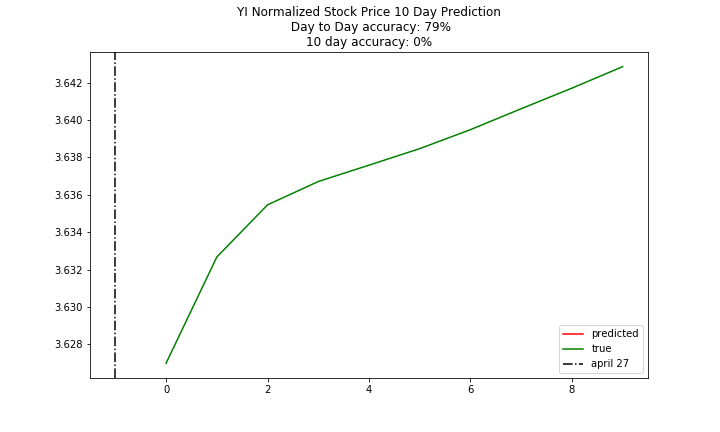 YI Normalized Stock Price 10 Day Prediction
Day to Day accuracy: 79%
10 day accuracy: 0%
3.642
3.640
3.638
3.636
3.634
3.632
3.630
3.628
0 2 4 6 8
predicted
true
april 27